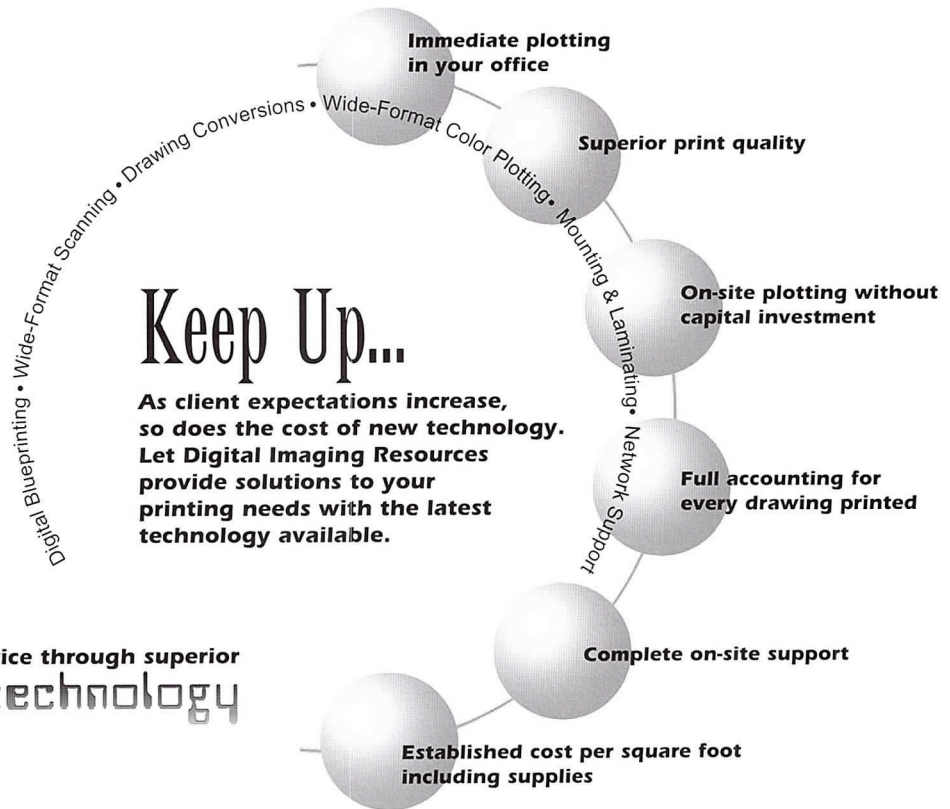 Immediate plotting
in your office
Superior print quality
On-site plotting without
capital investment
Full accounting for
every drawing printed
Complete on-site support
Established cost per square foot
including supplies
Digital Blueprinting • Wide-Format Scanning • Drawing Conversions • Wide-Format Color Plotting • Mounting & Laminating • Network Support
Keep Up...
As client expectations increase,
so does the cost of new technology.
Let Digital Imaging Resources
provide solutions to your
printing needs with the latest
technology available.
through superior
technology